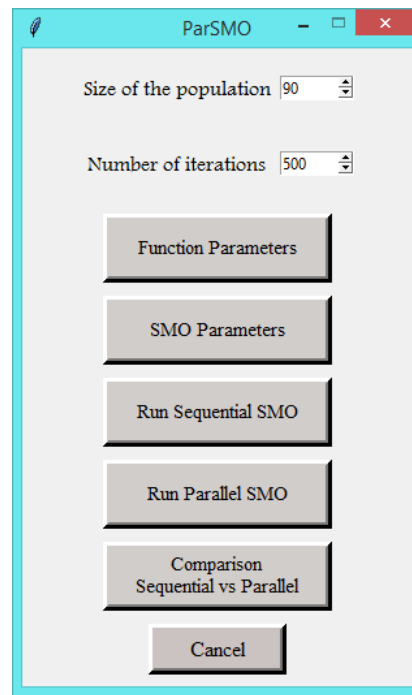 ParSMO
Size of the population 90
Number of iterations 500
Function Parameters
SMO Parameters
Run Sequential SMO
Run Parallel SMO
Comparison
Sequential vs Parallel
Cancel